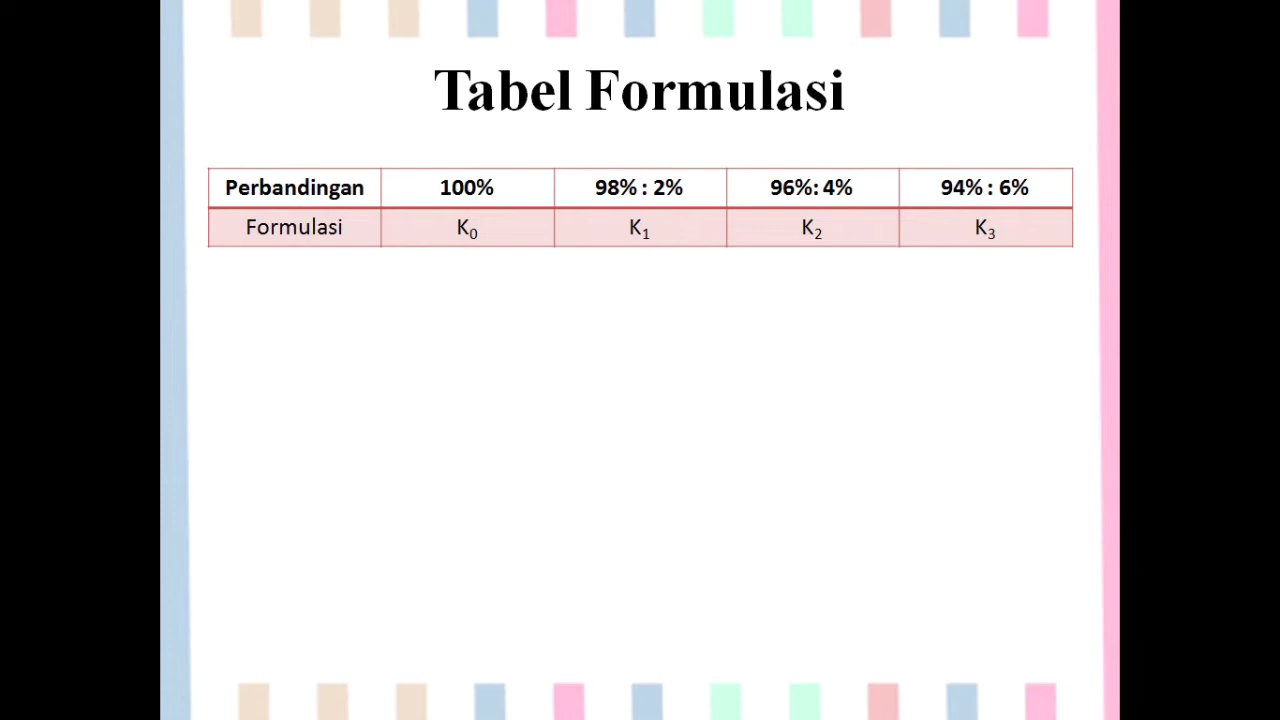 Tabel Formulasi
Perbandingan 100% 98% : 2% 96%: 4% 94% : 6%
Formulasi K₀ K₁ K₂ K₃